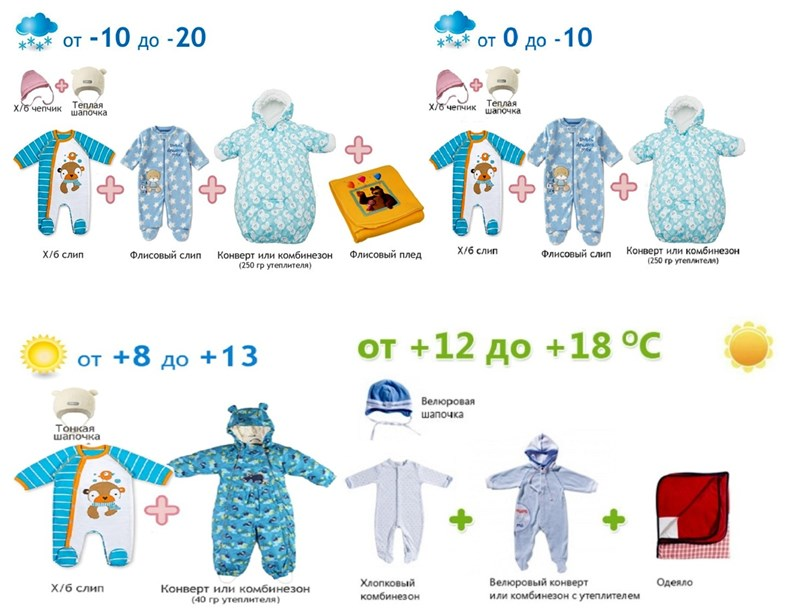 от -10 до -20
Х/б чепчик
Теплая
шапочка
Х/б слип
Флисовый слип
Конверт или комбинезон
(250 гр утеплителя)
Флисовый плед
от 0 до -10
Х/б чепчик
Теплая
шапочка
Х/б слип
Флисовый слип
Конверт или комбинезон
(250 гр утеплителя)
от +8 до +13
Тонкая
шапочка
Х/б слип
Конверт или комбинезон
(40 гр утеплителя)
от +12 до +18 °C
Велюровая
шапочка
Хлопковый
комбинезон
Велюровый конверт
или комбинезон с утеплителем
Одеяло